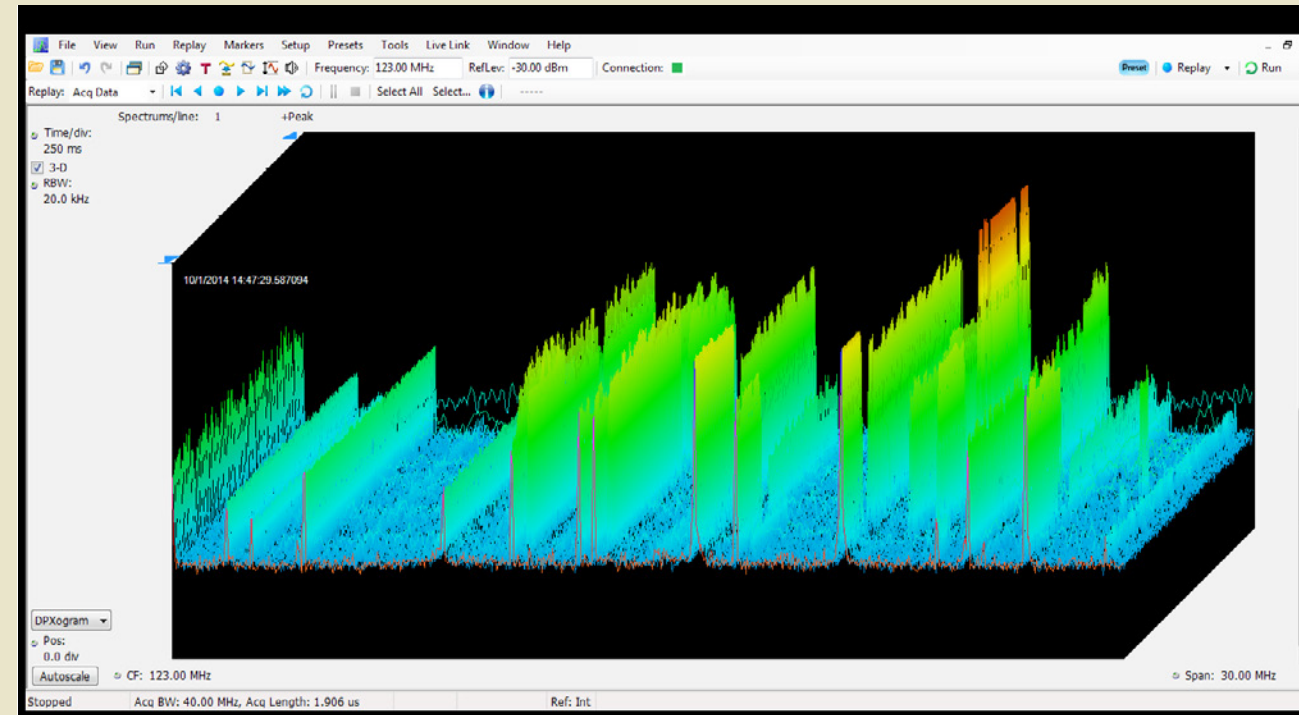 File View Run Replay Markers Setup Presets Tools Live Link Window Help
T Frequency: 123.00 MHz RefLev: -30.00 dBm Connection: Preset Replay Run
Replay: Acq Data Select All Select... -----
Spectrums/line: 1 +Peak
Time/div:
250 ms
3-D
RBW:
20.0 kHz
10/1/2014 14:47:29.587094
DPXogram
Pos:
0.0 div
Autoscale CF: 123.00 MHz Span: 30.00 MHz
Stopped Acq BW: 40.00 MHz, Acq Length: 1.906 us Ref: Int